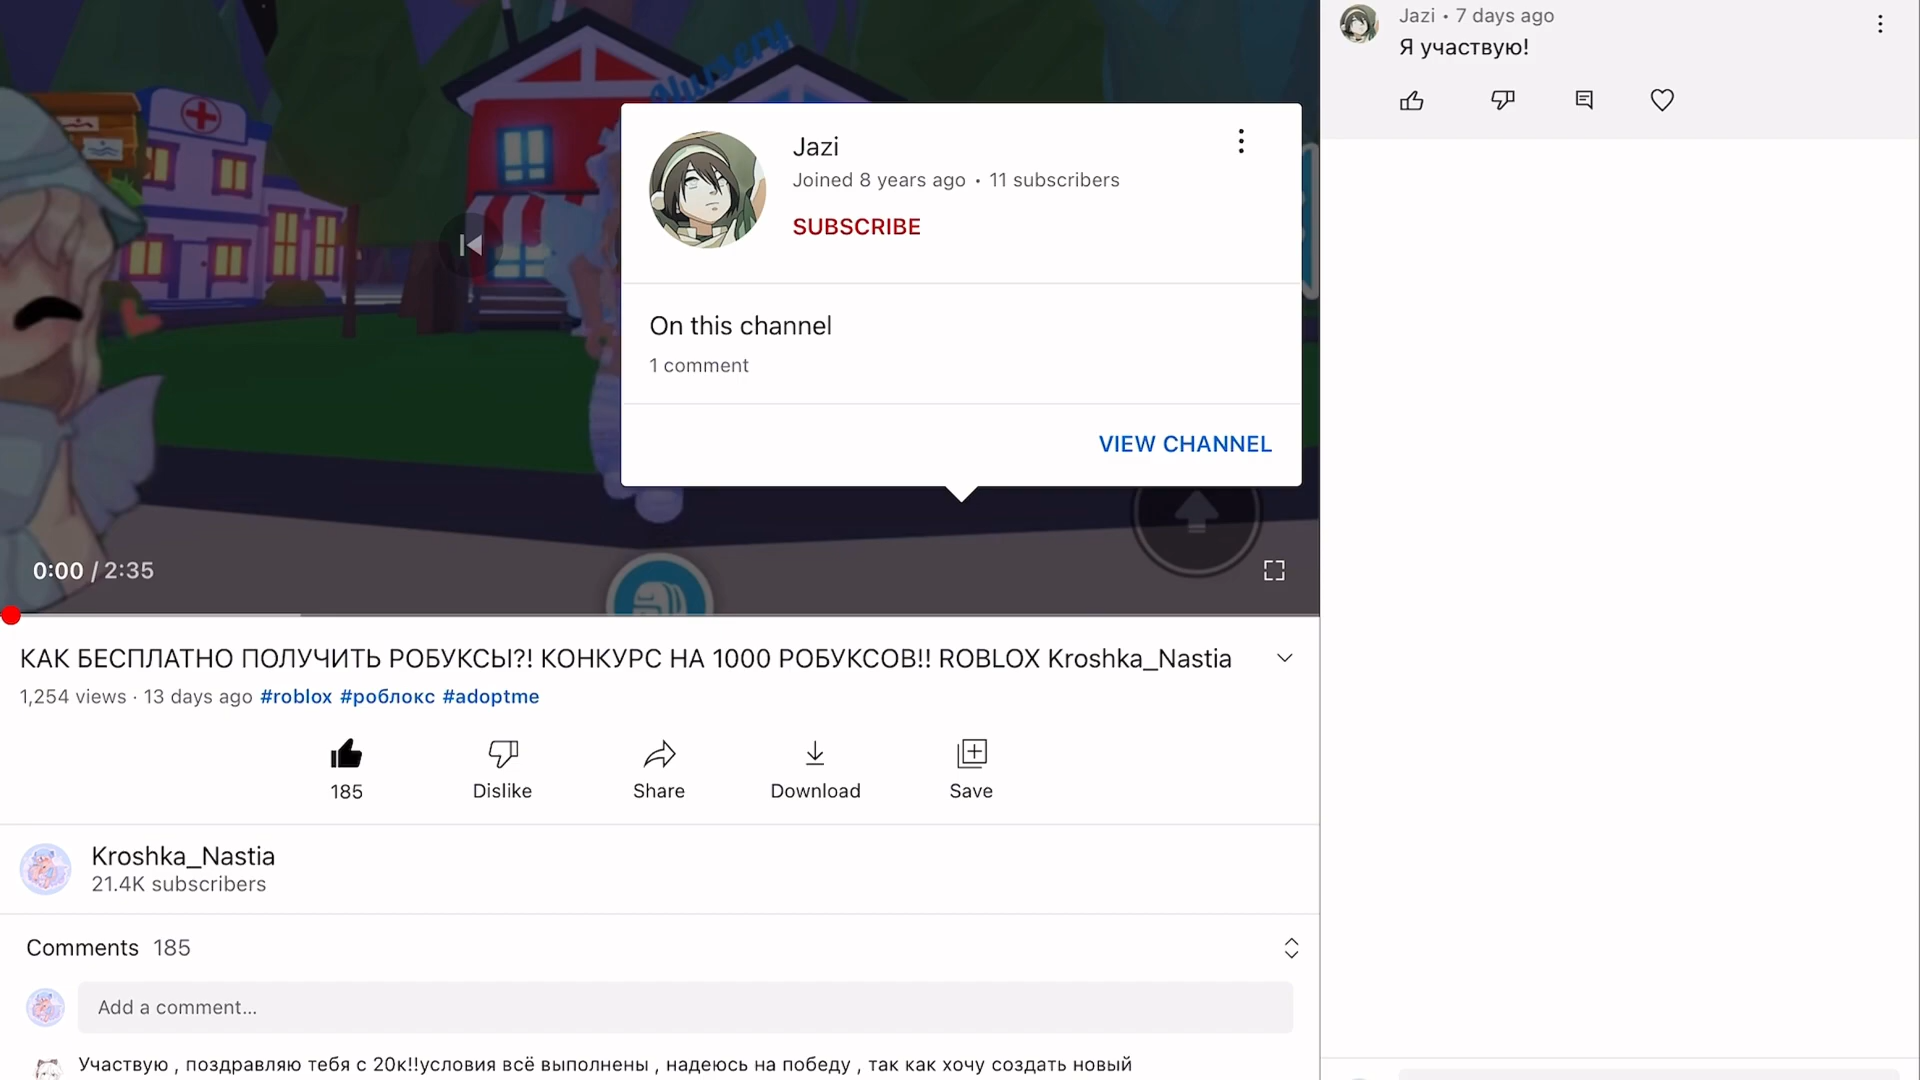 Nursery
Jazi
Joined 8 years ago • 11 subscribers
SUBSCRIBE
On this channel
1 comment
VIEW CHANNEL
0:00 / 2:35
КАК БЕСПЛАТНО ПОЛУЧИТЬ РОБУКСЫ?! КОНКУРС НА 1000 РОБУКСОВ!! ROBLOX Kroshka_Nastia
1,254 views · 13 days ago #roblox #роблокс #adoptme
185
Dislike
Share
Download
Save
Kroshka_Nastia
21.4K subscribers
Comments 185
Add a comment...
Участвую , поздравляю тебя с 20к!!условия всё выполнены , надеюсь на победу , так как хочу создать новый
Jazi • 7 days ago
Я участвую!